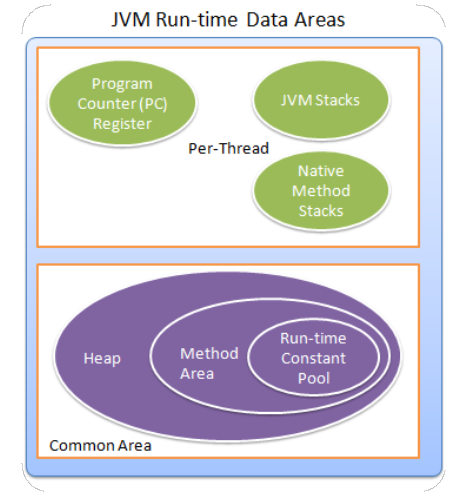 JVM Run-time Data Areas
Program
Counter (PC)
Register
JVM Stacks
Per-Thread
Native
Method
Stacks
Heap
Method
Area
Run-time
Constant
Pool
Common Area